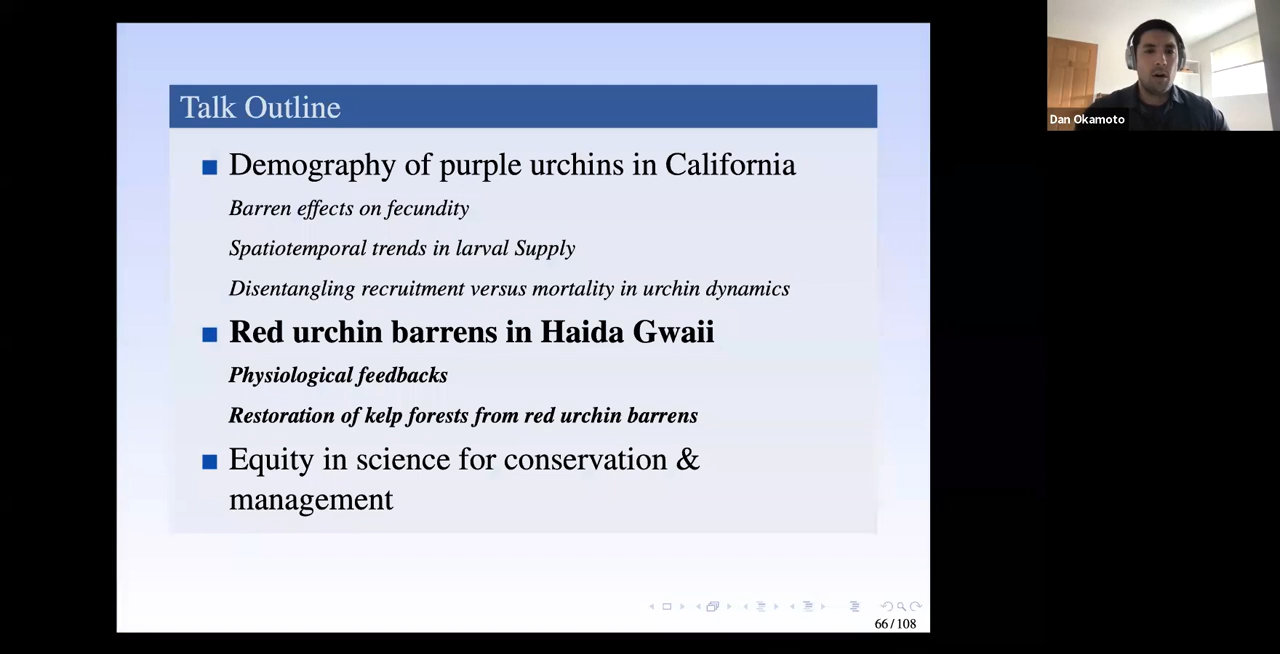 Talk Outline
Demography of purple urchins in California
Barren effects on fecundity
Spatiotemporal trends in larval Supply
Disentangling recruitment versus mortality in urchin dynamics
Red urchin barrens in Haida Gwaii
Physiological feedbacks
Restoration of kelp forests from red urchin barrens
Equity in science for conservation &
management
66 / 108
Dan Okamoto